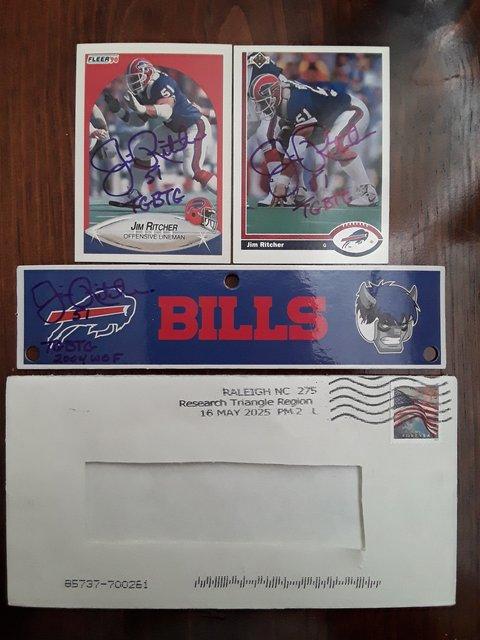 FLEER '90
Jim Ritcher
51
TGBTG
JIM RITCHER
OFFENSIVE LINEMAN
51
Jim Ritcher
TGBTG
Jim Ritcher
G
Jim Ritcher
51
TGBTG
2004 WOF
BILLS
RALEIGH NC 275
Research Triangle Region
16 MAY 2025 PM 2 L
FOREVER
85737-700261